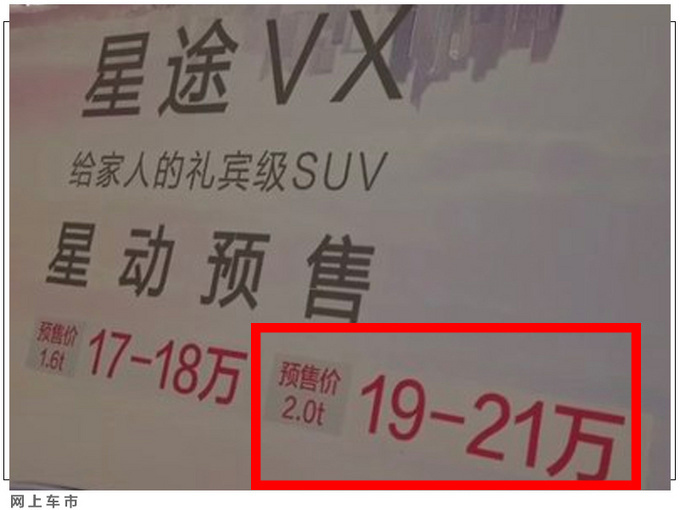 星途VX
给家人的礼宾级SUV
星动预售
预售价
1.6t
17-18万
预售价
2.0t
19-21万
网上车市